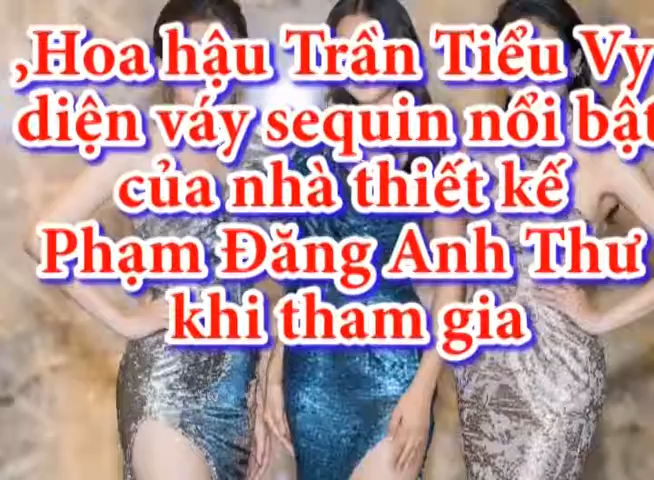 ,Hoa hậu Trần Tiểu Vy
diện váy sequin nổi bật
của nhà thiết kế
Phạm Đăng Anh Thư
khi tham gia